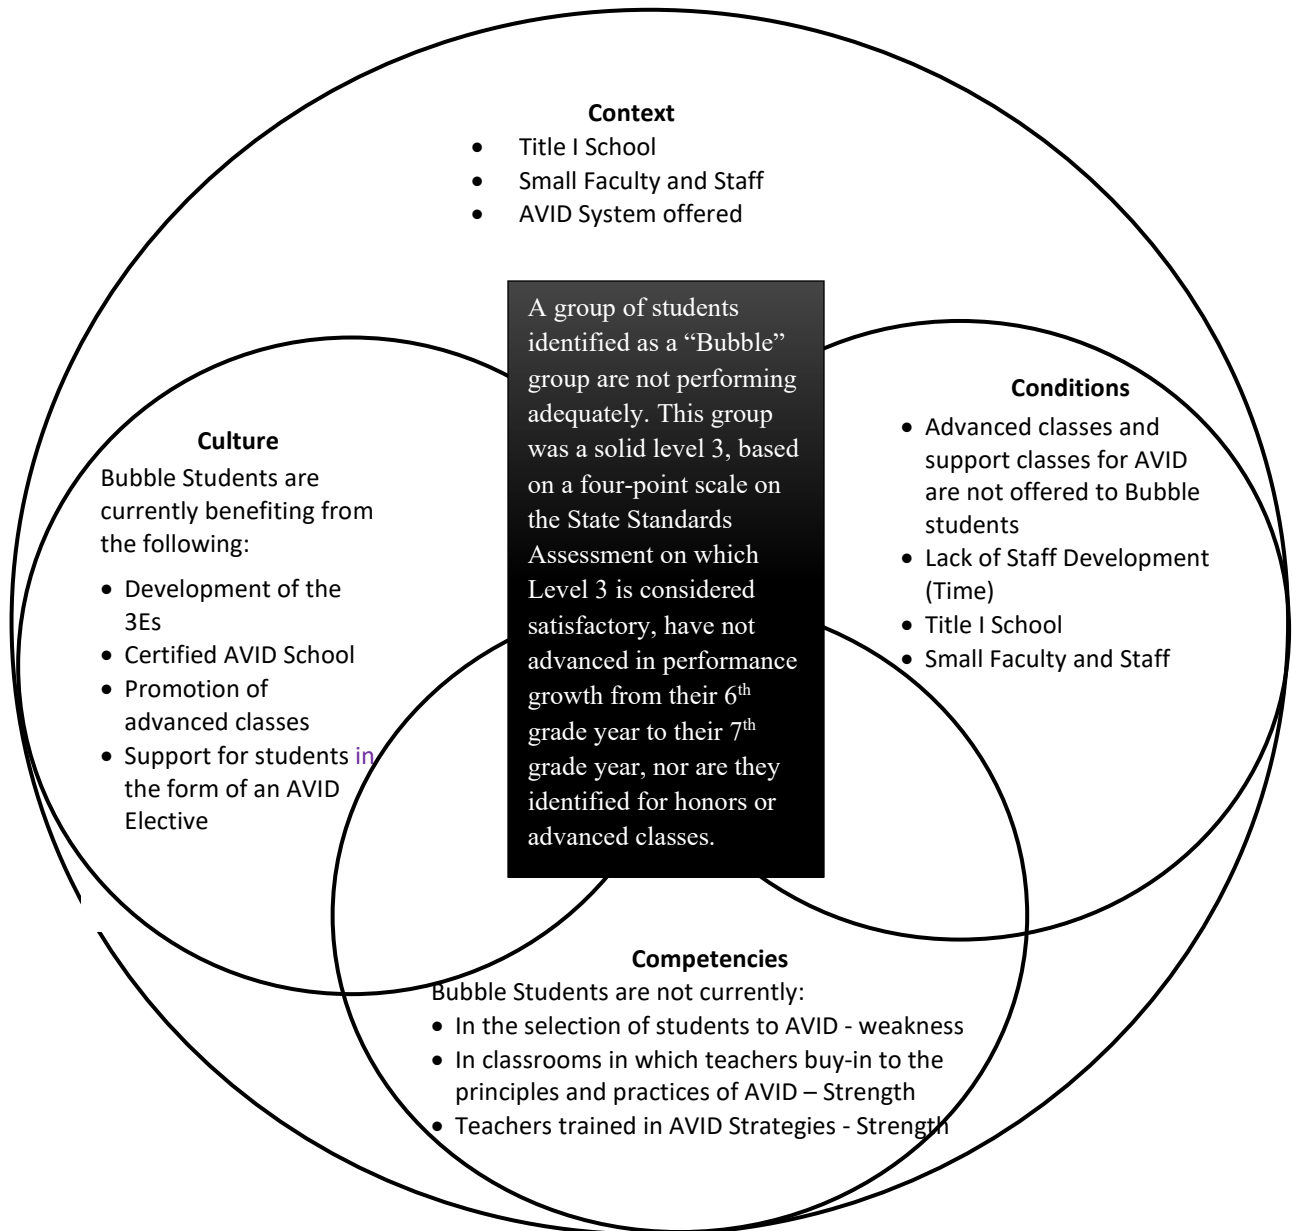 Context
• Title I School
• Small Faculty and Staff
• AVID System offered
A group of students
identified as a “Bubble”
group are not performing
adequately. This group
was a solid level 3, based
on a four-point scale on
the State Standards
Assessment on which
Level 3 is considered
satisfactory, have not
advanced in performance
growth from their 6th
grade year to their 7th
grade year, nor are they
identified for honors or
advanced classes.
Culture
Bubble Students are
currently benefiting from
the following:
• Development of the
3Es
• Certified AVID School
• Promotion of
advanced classes
• Support for students in
the form of an AVID
Elective
Conditions
• Advanced classes and
support classes for AVID
are not offered to Bubble
students
• Lack of Staff Development
(Time)
• Title I School
• Small Faculty and Staff
Competencies
Bubble Students are not currently:
• In the selection of students to AVID - weakness
• In classrooms in which teachers buy-in to the
principles and practices of AVID – Strength
• Teachers trained in AVID Strategies - Strength